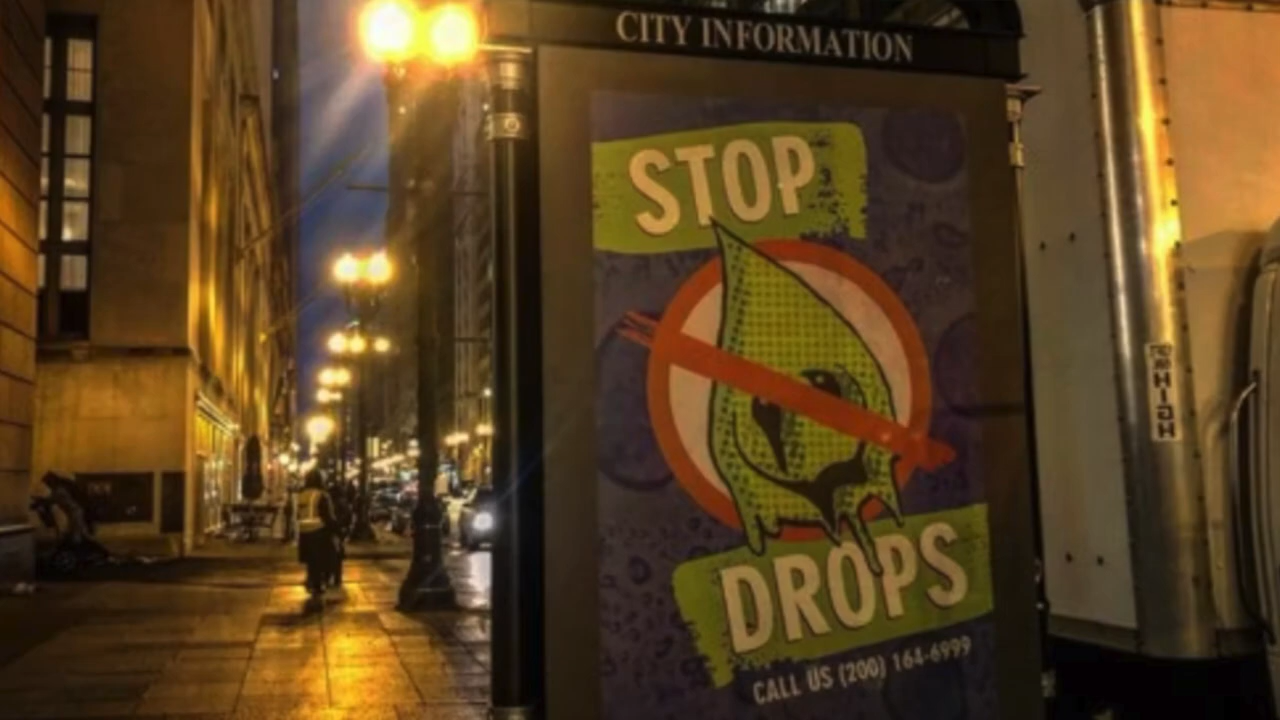 CITY INFORMATION
STOP
DROPS
CALL US (200) 164-6999
HIGH